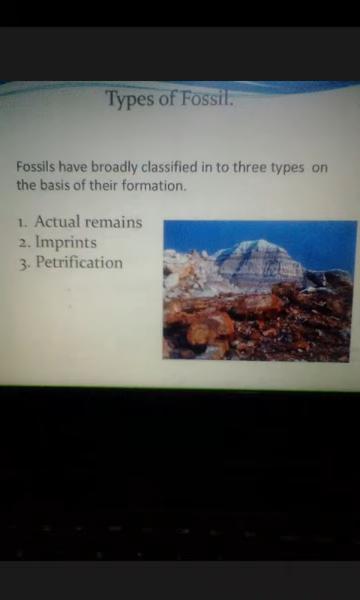 Types of Fossil.
Fossils have broadly classified in to three types on
the basis of their formation.
1. Actual remains
2. Imprints
3. Petrification